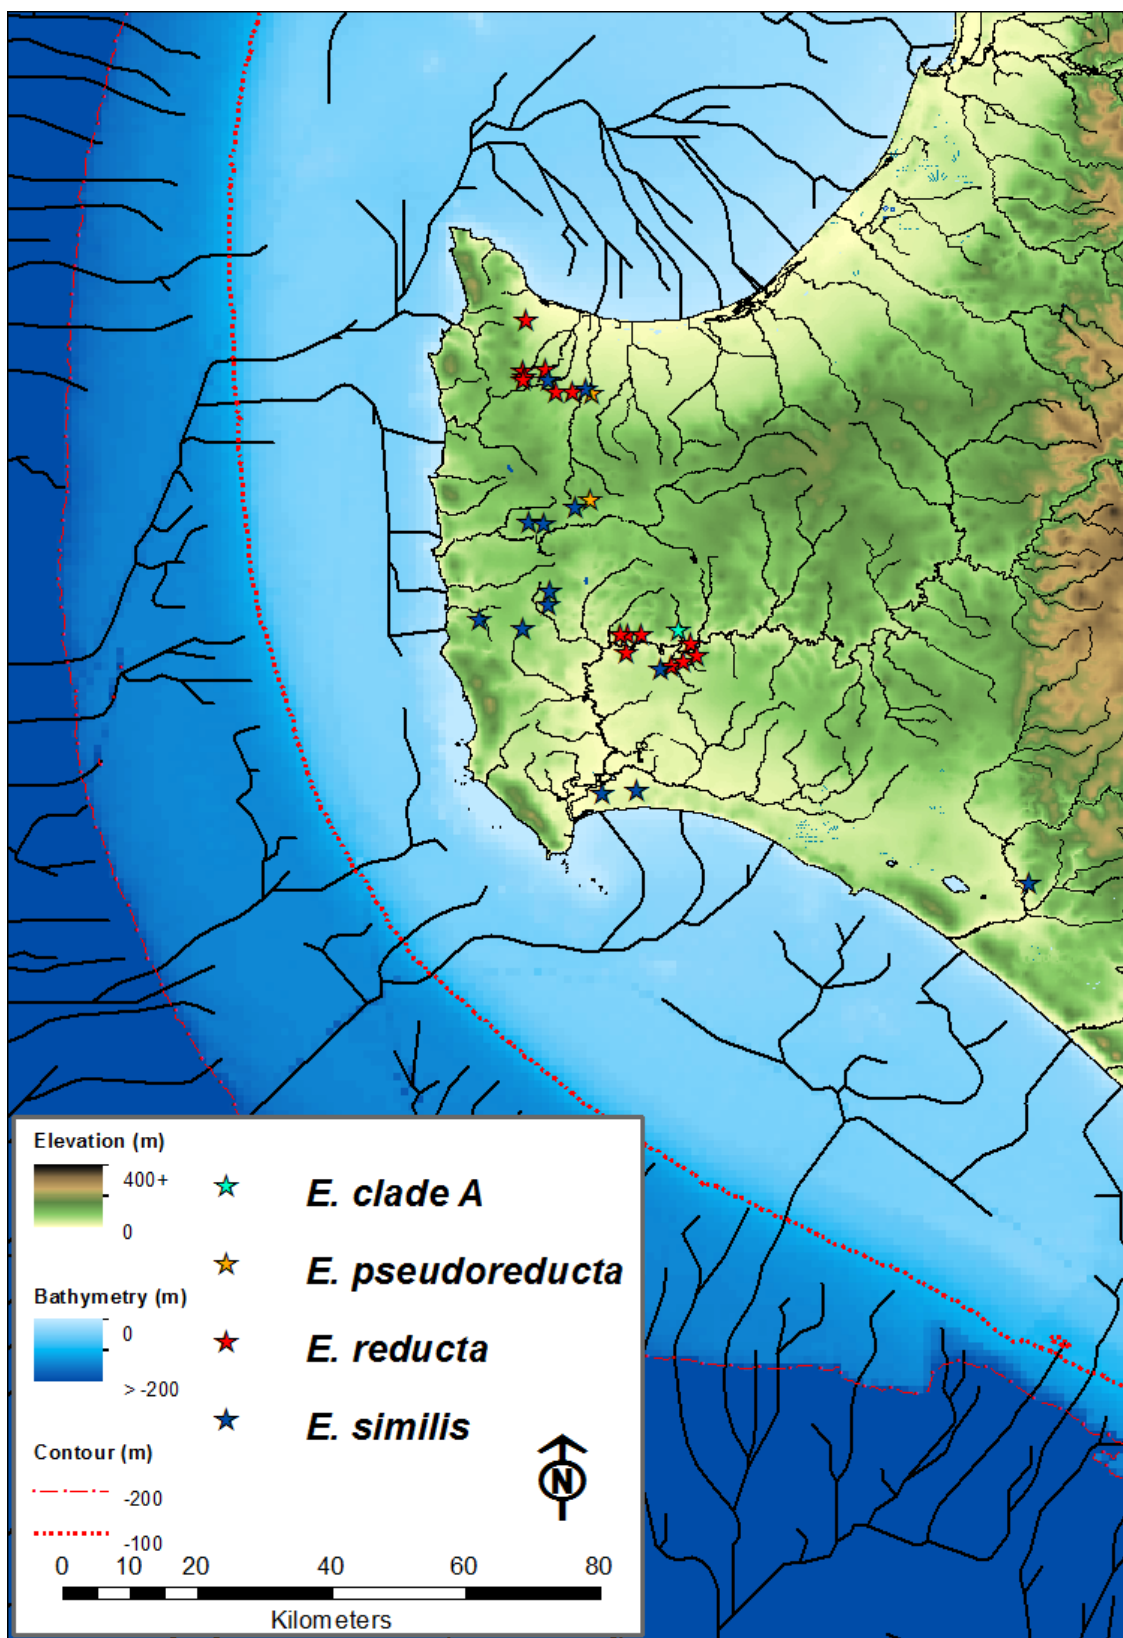 Elevation (m)
400+
0
E. clade A
E. pseudoreducta
Bathymetry (m)
0
> -200
E. reducta
E. similis
Contour (m)
-200
-100
N
0 10 20 40 60 80
Kilometers